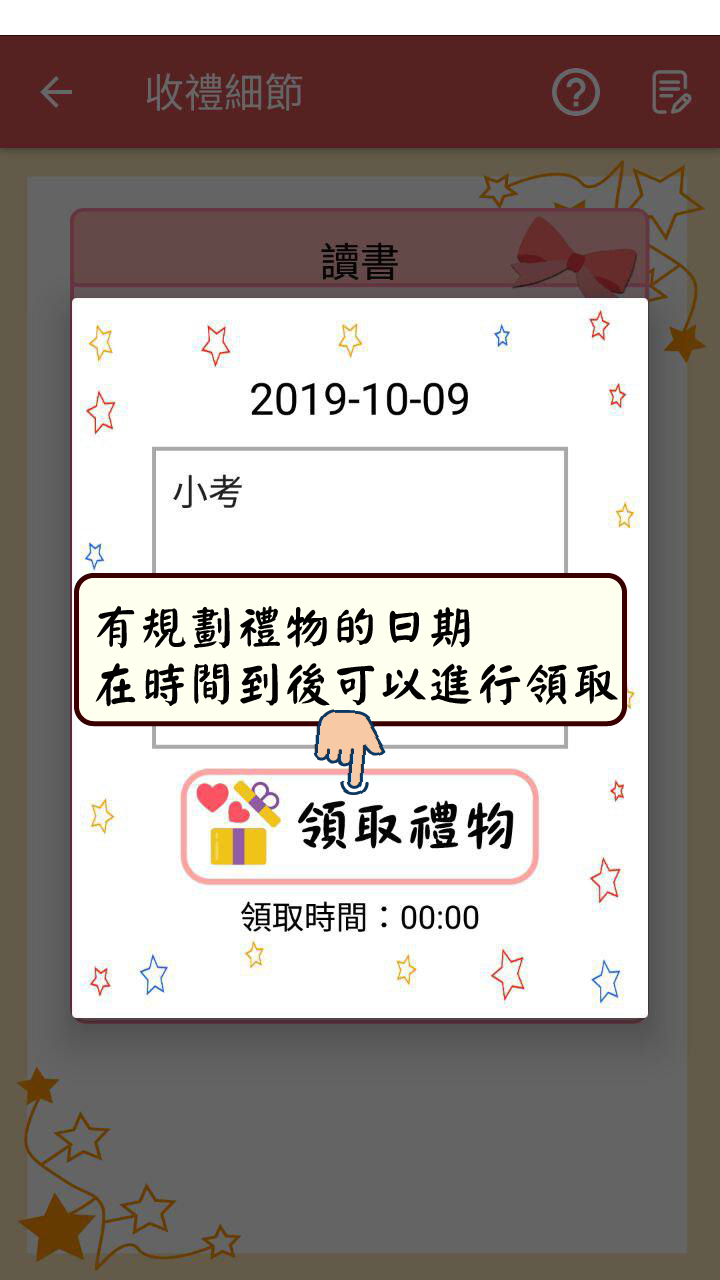 收禮細節
讀書
2019-10-09
小考
有規劃禮物的日期
在時間到後可以進行領取
領取禮物
領取時間：00:00